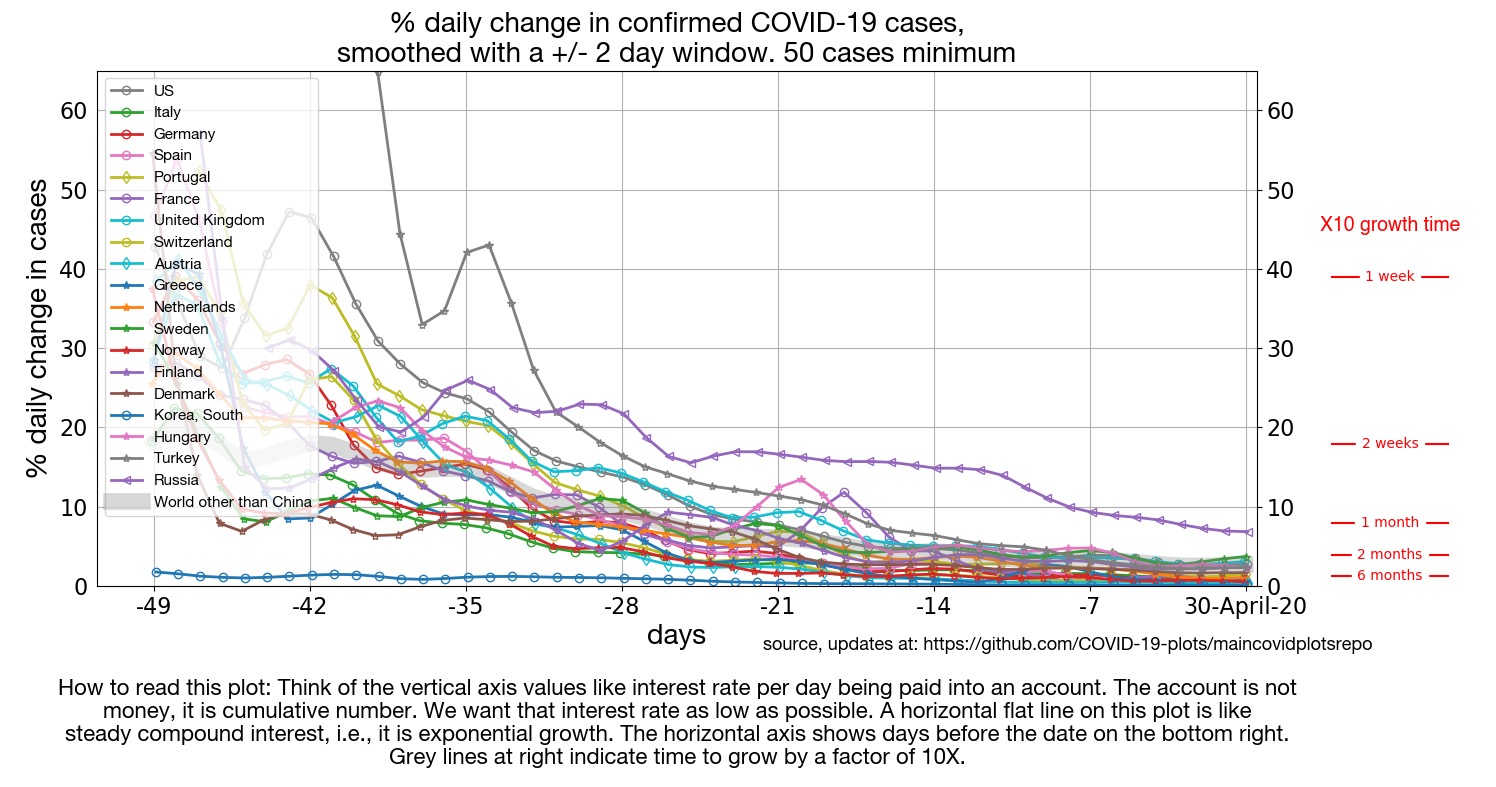 % daily change in confirmed COVID-19 cases,
smoothed with a +/- 2 day window. 50 cases minimum
% daily change in cases
60
50
40
30
20
10
0
US
Italy
Germany
Spain
Portugal
France
United Kingdom
Switzerland
Austria
Greece
Netherlands
Sweden
Norway
Finland
Denmark
Korea, South
Hungary
Turkey
Russia
World other than China
60
50
40
30
20
10
0
X10 growth time
1 week
2 weeks
1 month
2 months
6 months
-49 -42 -35 -28 -21 -14 -7 30-April-20
days
source, updates at: https://github.com/COVID-19-plots/maincovidplotsrepo
How to read this plot: Think of the vertical axis values like interest rate per day being paid into an account. The account is not
money, it is cumulative number. We want that interest rate as low as possible. A horizontal flat line on this plot is like
steady compound interest, i.e., it is exponential growth. The horizontal axis shows days before the date on the bottom right.
Grey lines at right indicate time to grow by a factor of 10X.